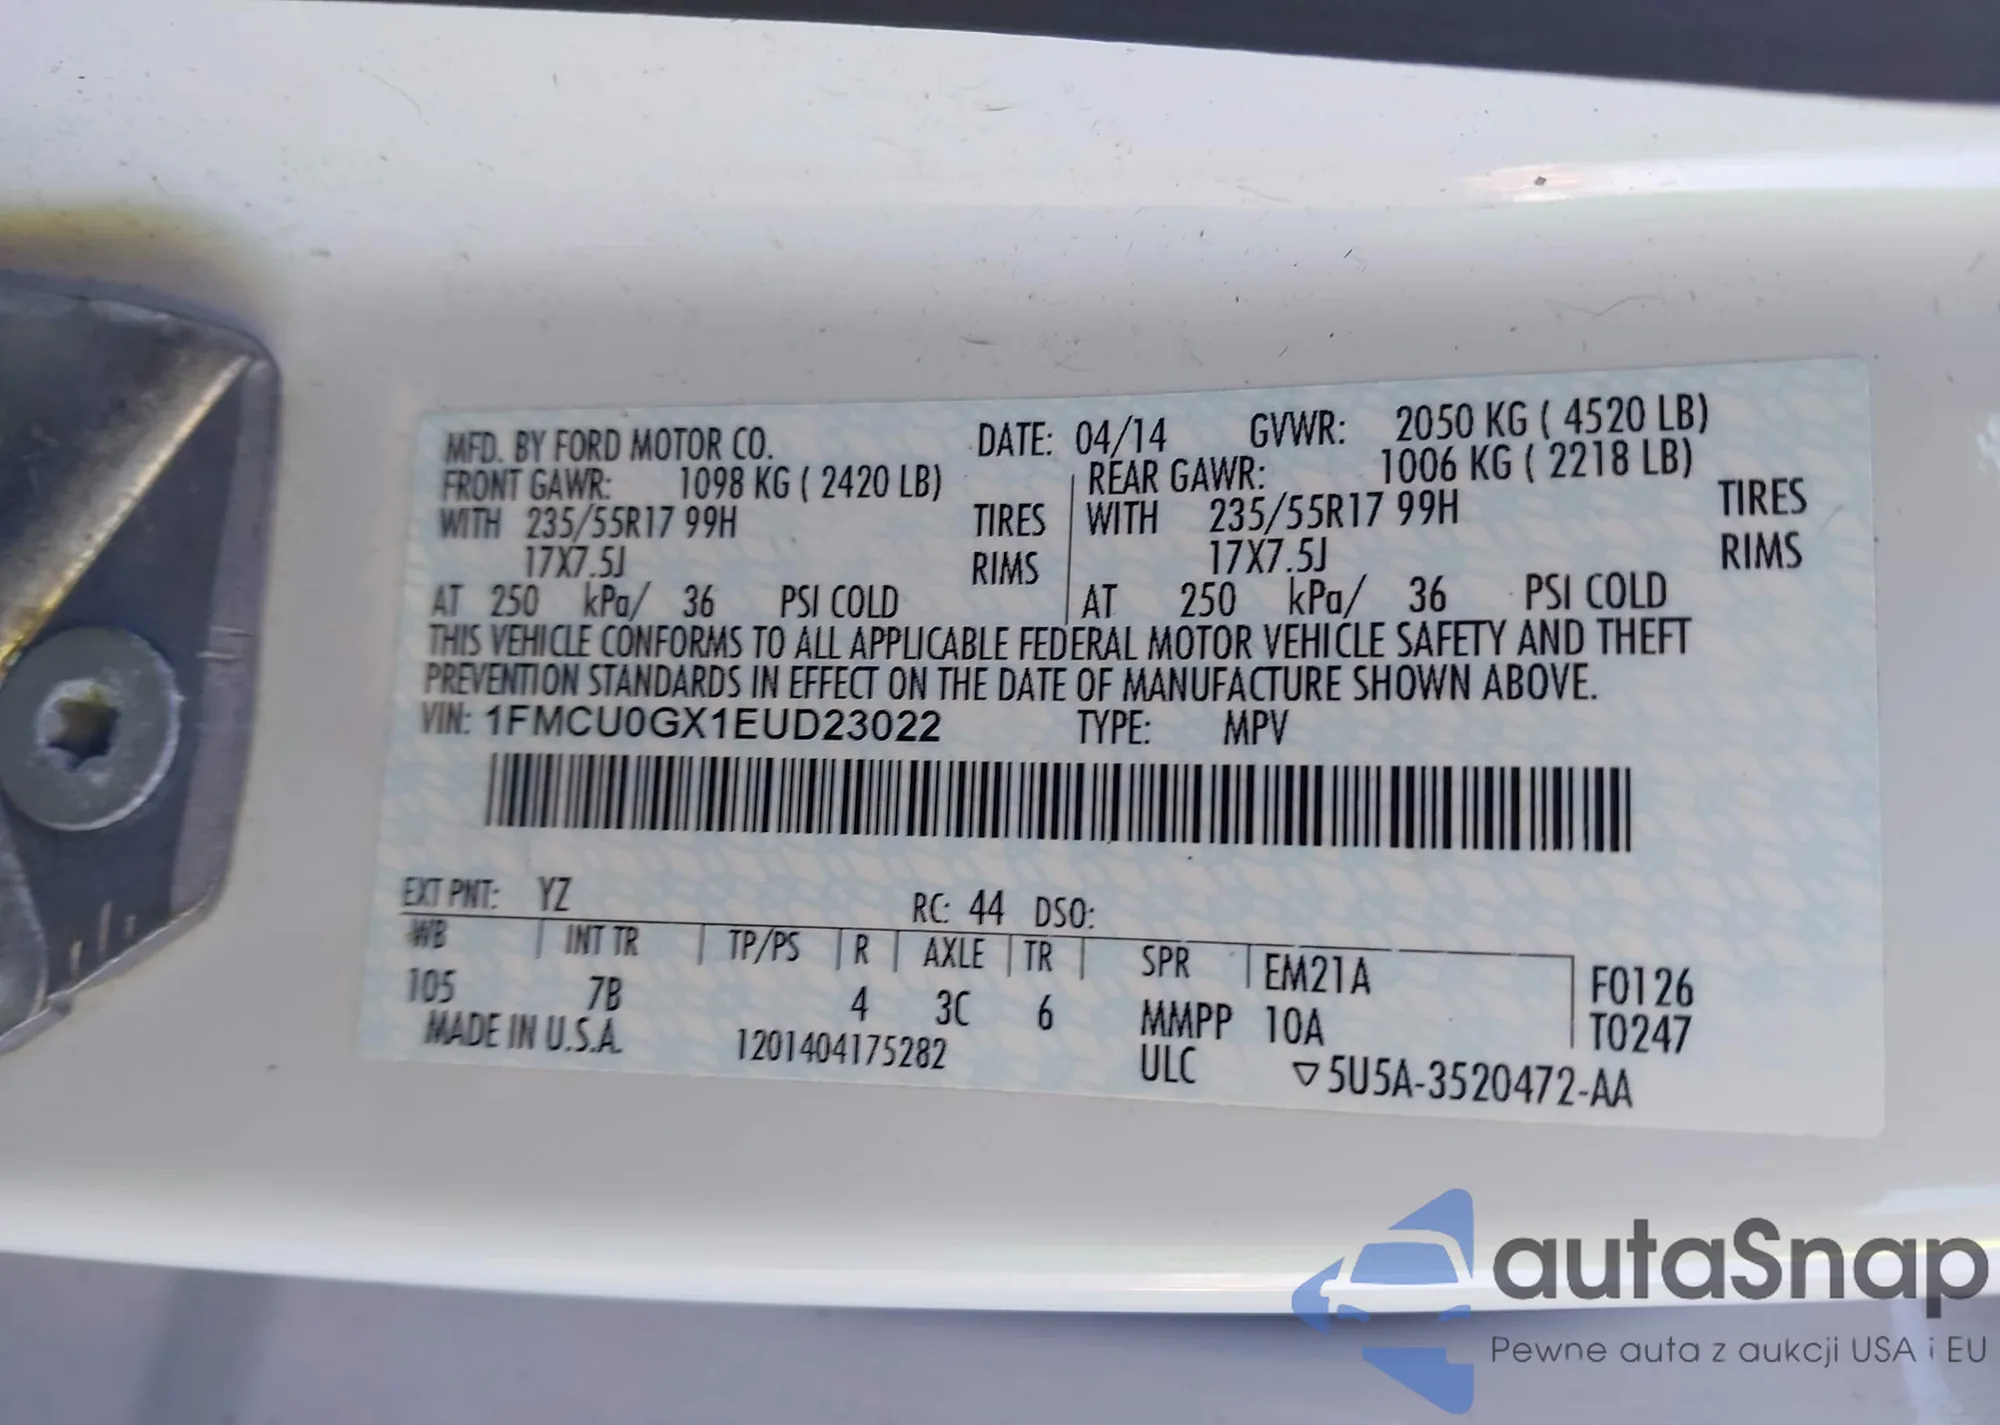 MFD. BY FORD MOTOR CO. DATE: 04/14 GVWR: 2050 KG ( 4520 LB)
FRONT GAWR: 1098 KG ( 2420 LB) REAR GAWR: 1006 KG ( 2218 LB)
WITH 235/55R17 99H TIRES WITH 235/55R17 99H TIRES
17X7.5J RIMS 17X7.5J RIMS
AT 250 kPa/ 36 PSI COLD AT 250 kPa/ 36 PSI COLD
THIS VEHICLE CONFORMS TO ALL APPLICABLE FEDERAL MOTOR VEHICLE SAFETY AND THEFT
PREVENTION STANDARDS IN EFFECT ON THE DATE OF MANUFACTURE SHOWN ABOVE.
VIN: 1FMCU0GX1EUD23022 TYPE: MPV
EXT PNT: YZ RC: 44 DSO:
WB INT TR TP/PS R AXLE TR SPR EM21A F0126
105 7B 4 3C 6 MMPP 10A T0247
MADE IN U.S.A. 1201404175282 ULC ▽5U5A-3520472-AA
autaSnap
Pewne auta z aukcji USA i EU